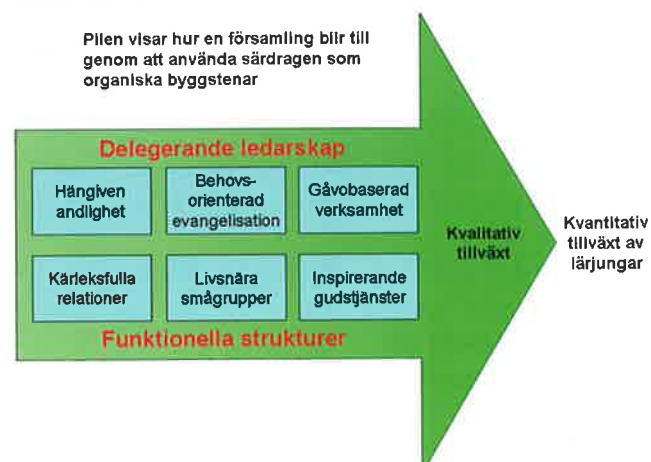 Pilen visar hur en församling blir till
genom att använda särdragen som
organiska byggstenar
Delegerande ledarskap
Hängiven
andlighet
Behovs-
orienterad
evangelisation
Gåvobaserad
verksamhet
Kärleksfulla
relationer
Livsnära
smågrupper
Inspirerande
gudstjänster
Funktionella strukturer
Kvalitativ
tillväxt
Kvantitativ
tillväxt av
lärjungar